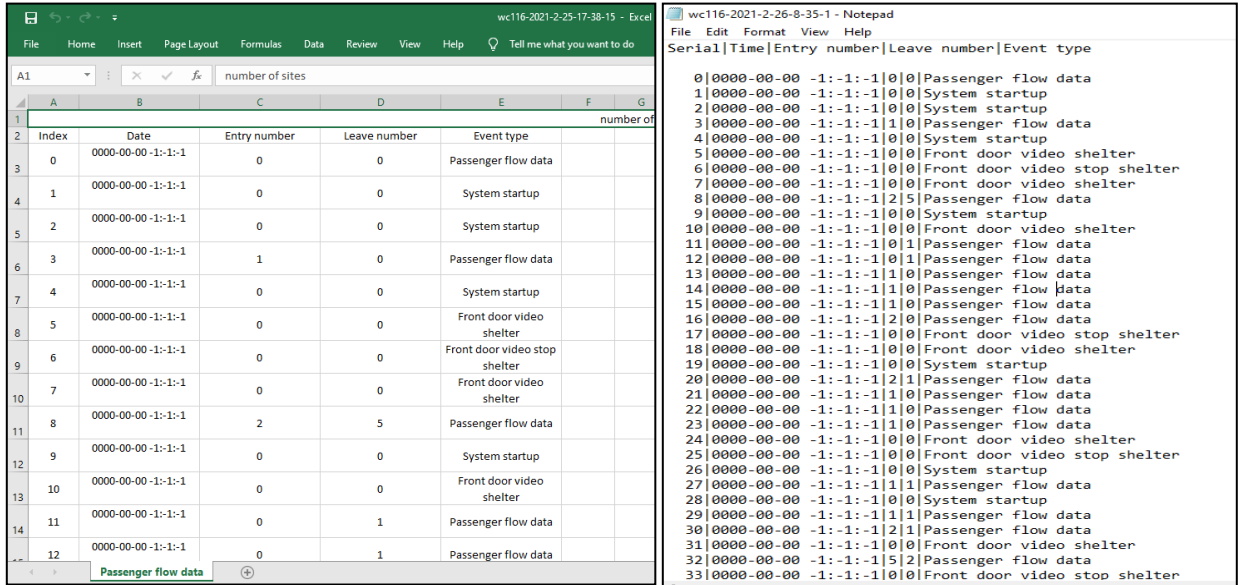 wc116-2021-2-25-17-38-15 - Excel
File Home Insert Page Layout Formulas Data Review View Help Tell me what you want to do
A1 fx number of sites
A B C D E F G
1 number of
2 Index Date Entry number Leave number Event type
3 0 0000-00-00 -1:-1:-1 0 0 Passenger flow data
4 1 0000-00-00 -1:-1:-1 0 0 System startup
5 2 0000-00-00 -1:-1:-1 0 0 System startup
6 3 0000-00-00 -1:-1:-1 1 0 Passenger flow data
7 4 0000-00-00 -1:-1:-1 0 0 System startup
8 5 0000-00-00 -1:-1:-1 0 0 Front door video
shelter
9 6 0000-00-00 -1:-1:-1 0 0 Front door video stop
shelter
10 7 0000-00-00 -1:-1:-1 0 0 Front door video
shelter
11 8 0000-00-00 -1:-1:-1 2 5 Passenger flow data
12 9 0000-00-00 -1:-1:-1 0 0 System startup
13 10 0000-00-00 -1:-1:-1 0 0 Front door video
shelter
14 11 0000-00-00 -1:-1:-1 0 1 Passenger flow data
12 0000-00-00 -1:-1:-1 0 1 Passenger flow data
Passenger flow data
wc116-2021-2-26-8-35-1 - Notepad
File Edit Format View Help
Serial|Time|Entry number|Leave number|Event type
0|0000-00-00 -1:-1:-1|0|0|Passenger flow data
1|0000-00-00 -1:-1:-1|0|0|System startup
2|0000-00-00 -1:-1:-1|0|0|System startup
3|0000-00-00 -1:-1:-1|1|0|Passenger flow data
4|0000-00-00 -1:-1:-1|0|0|System startup
5|0000-00-00 -1:-1:-1|0|0|Front door video shelter
6|0000-00-00 -1:-1:-1|0|0|Front door video stop shelter
7|0000-00-00 -1:-1:-1|0|0|Front door video shelter
8|0000-00-00 -1:-1:-1|2|5|Passenger flow data
9|0000-00-00 -1:-1:-1|0|0|System startup
10|0000-00-00 -1:-1:-1|0|0|Front door video shelter
11|0000-00-00 -1:-1:-1|0|1|Passenger flow data
12|0000-00-00 -1:-1:-1|0|1|Passenger flow data
13|0000-00-00 -1:-1:-1|1|0|Passenger flow data
14|0000-00-00 -1:-1:-1|1|0|Passenger flow data
15|0000-00-00 -1:-1:-1|1|0|Passenger flow data
16|0000-00-00 -1:-1:-1|2|0|Passenger flow data
17|0000-00-00 -1:-1:-1|0|0|Front door video stop shelter
18|0000-00-00 -1:-1:-1|0|0|Front door video shelter
19|0000-00-00 -1:-1:-1|0|0|System startup
20|0000-00-00 -1:-1:-1|2|1|Passenger flow data
21|0000-00-00 -1:-1:-1|1|0|Passenger flow data
22|0000-00-00 -1:-1:-1|1|0|Passenger flow data
23|0000-00-00 -1:-1:-1|1|0|Passenger flow data
24|0000-00-00 -1:-1:-1|0|0|Front door video shelter
25|0000-00-00 -1:-1:-1|0|0|Front door video stop shelter
26|0000-00-00 -1:-1:-1|0|0|System startup
27|0000-00-00 -1:-1:-1|1|1|Passenger flow data
28|0000-00-00 -1:-1:-1|0|0|System startup
29|0000-00-00 -1:-1:-1|1|1|Passenger flow data
30|0000-00-00 -1:-1:-1|2|1|Passenger flow data
31|0000-00-00 -1:-1:-1|0|0|Front door video shelter
32|0000-00-00 -1:-1:-1|5|2|Passenger flow data
33|0000-00-00 -1:-1:-1|0|0|Front door video stop shelter